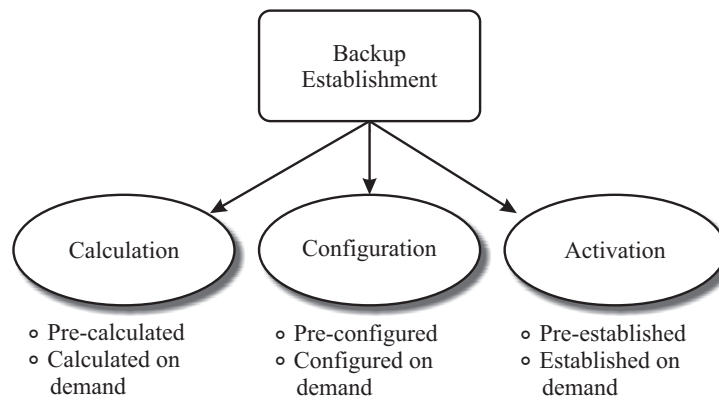 Backup
Establishment
Calculation
Configuration
Activation
Pre-calculated
Calculated on
demand
Pre-configured
Configured on
demand
Pre-established
Established on
demand